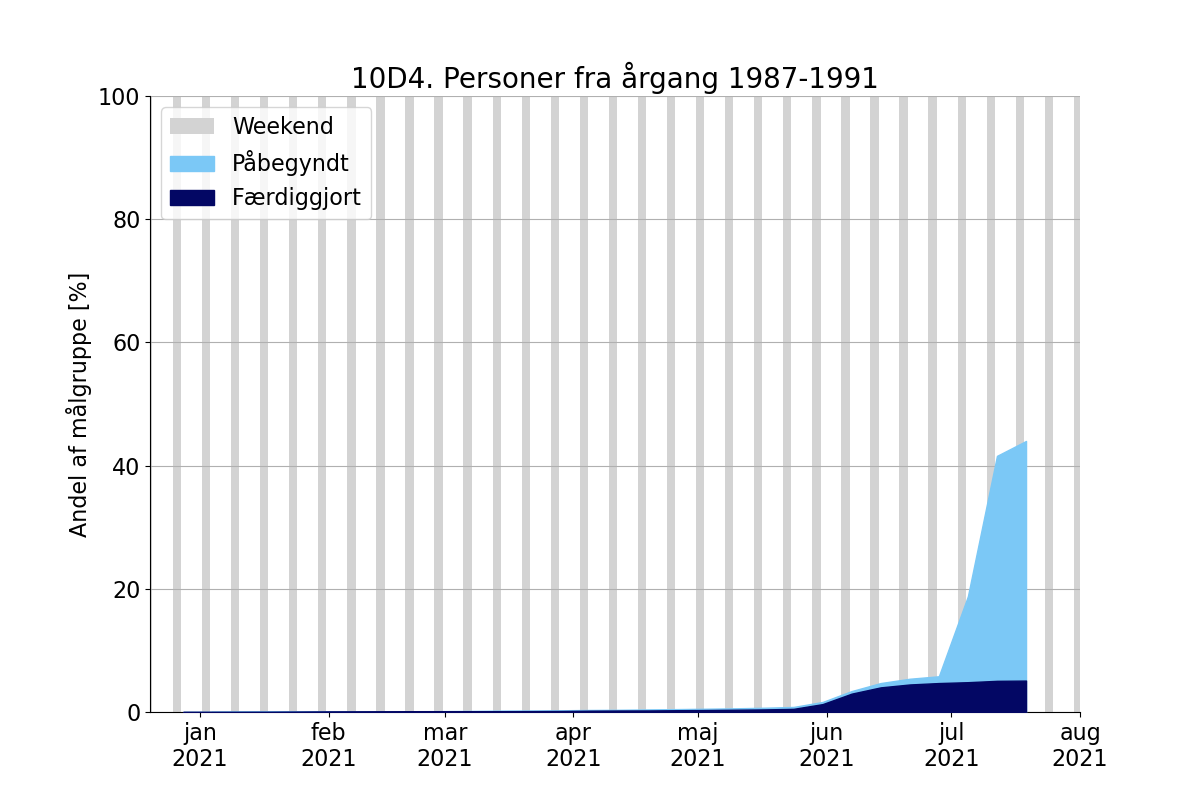 10D4. Personer fra årgang 1987-1991
Andel af målgruppe [%]
100
80
60
40
20
0
Weekend
Påbegyndt
Færdiggjort
jan feb mar apr maj jun jul aug
2021 2021 2021 2021 2021 2021 2021 2021